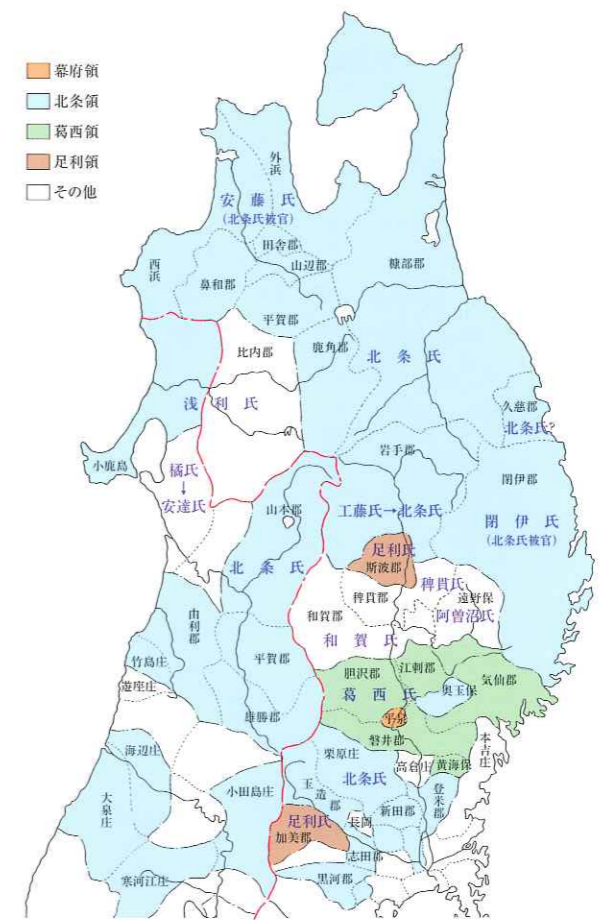 幕府領
北条領
葛西領
足利領
その他
外浜
安藤氏
(北条氏被官)
田舎郡
山辺郡
糠部郡
西浜
鼻和郡
平賀郡
比内郡
鹿角郡
北条氏
浅利氏
久慈郡
北条氏?
岩手郡
小鹿島
橘氏
↓
安達氏
閉伊郡
山本郡
工藤氏→北条氏
閉伊氏
(北条氏被官)
足利氏
斯波郡
北条氏
稗貫氏
稗貫郡
遠野保
由利郡
和賀郡
阿曽沼氏
和賀氏
竹島庄
平賀郡
胆沢郡
江刺郡
気仙郡
遊座庄
葛西氏
奥玉保
雄勝郡
平泉
磐井郡
本吉庄
海辺庄
栗原庄
高倉庄
黄海保
北条氏
大泉庄
小田島庄
玉造郡
登米郡
新田郡
足利氏
長岡
加美郡
志田郡
寒河江庄
黒河郡